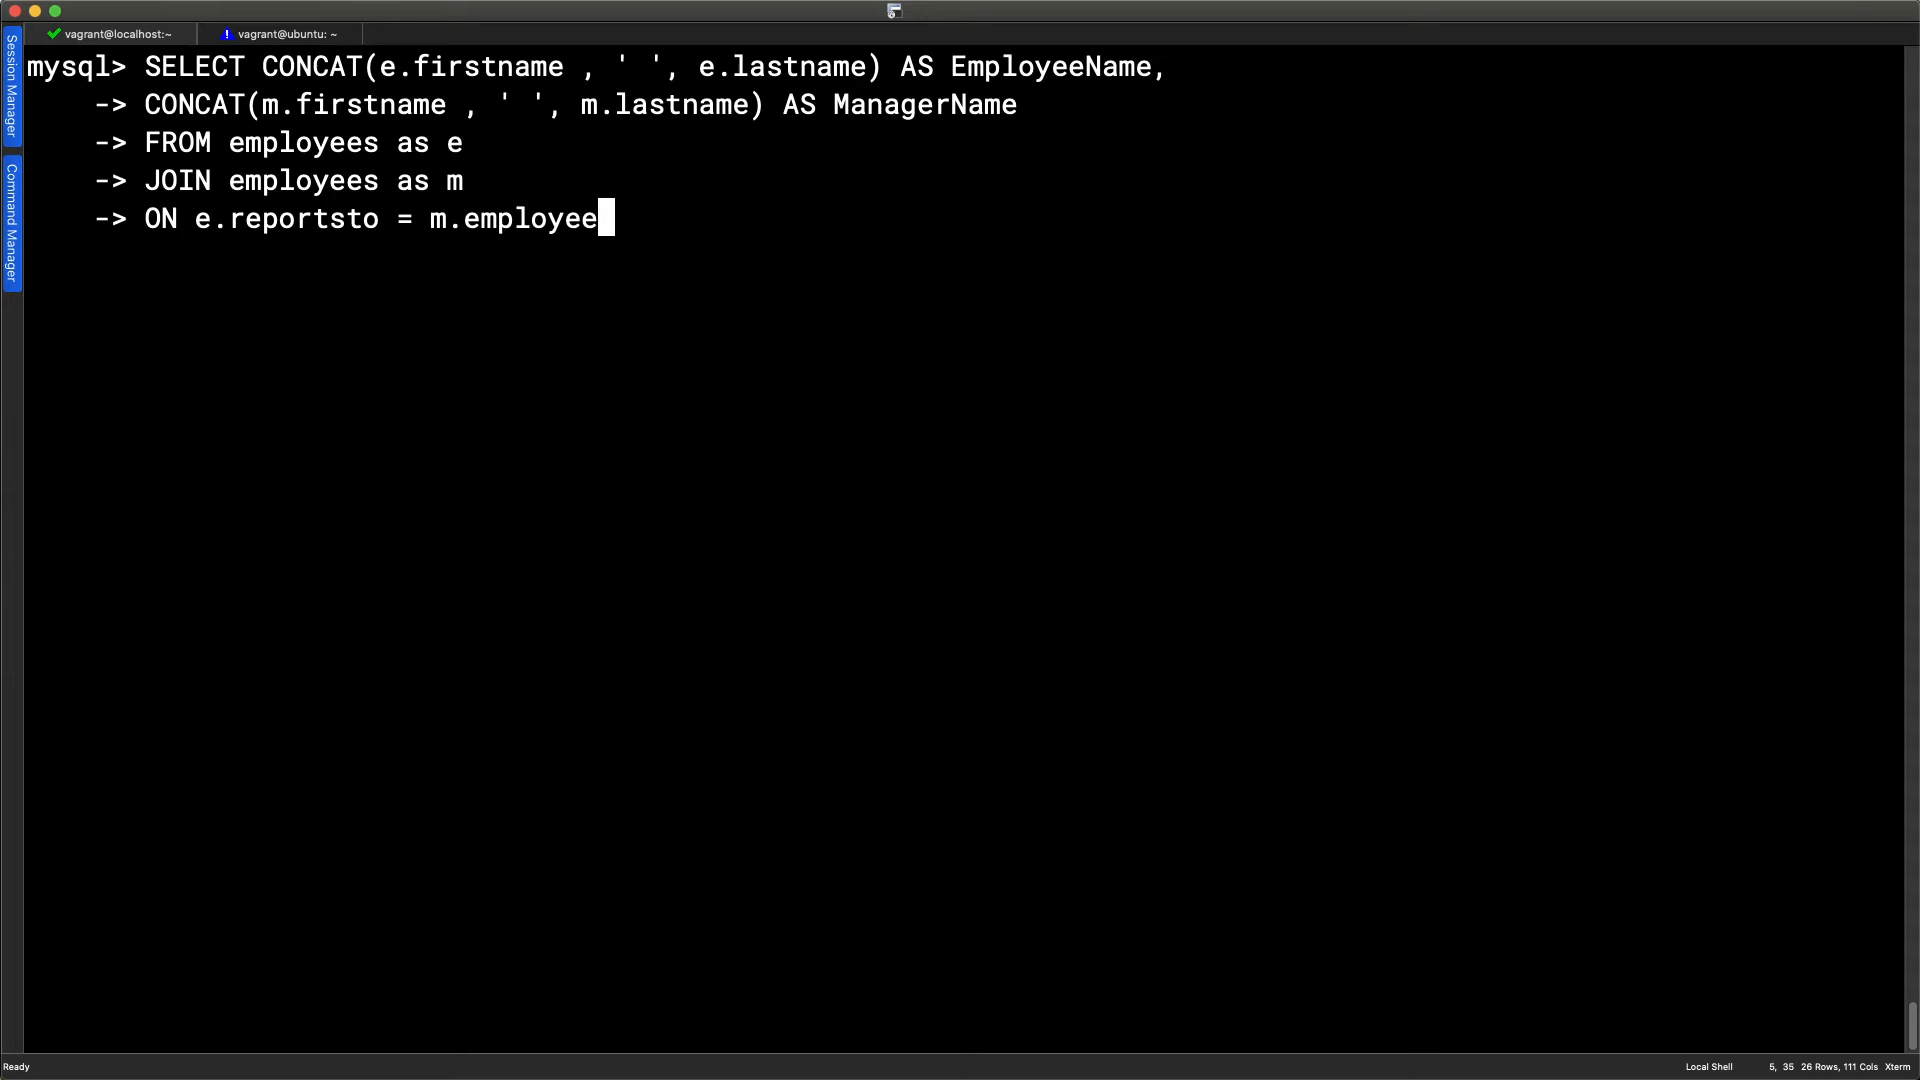 vagrant@localhost:~ vagrant@ubuntu: ~
Session Manager
Command Manager
mysql> SELECT CONCAT(e.firstname , ' ', e.lastname) AS EmployeeName,
-> CONCAT(m.firstname , ' ', m.lastname) AS ManagerName
-> FROM employees as e
-> JOIN employees as m
-> ON e.reportsto = m.employee
Ready Local Shell 5, 35 26 Rows, 111 Cols Xterm